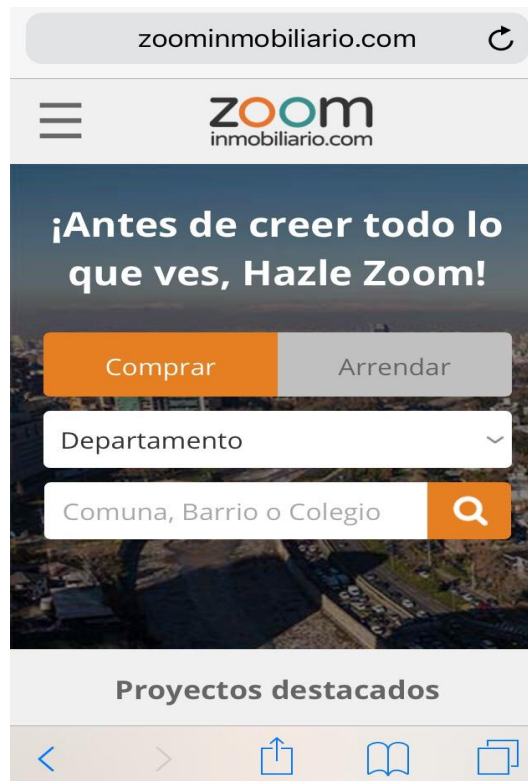 zoominmobiliario.com
zoom
inmobiliario.com
¡Antes de creer todo lo
que ves, Hazle Zoom!
Comprar
Arrendar
Departamento
Comuna, Barrio o Colegio
Proyectos destacados